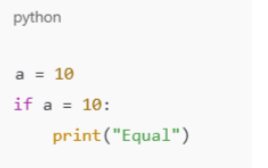 python
a = 10
if a = 10:
    print("Equal")